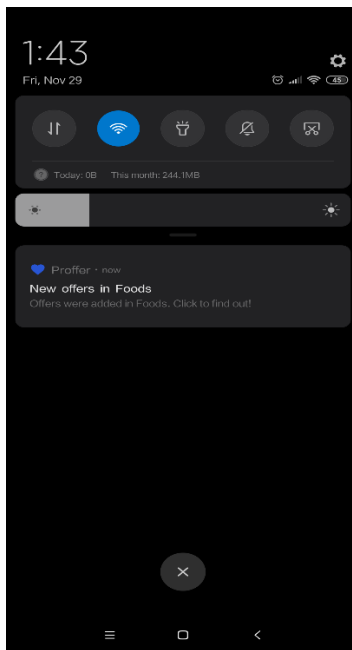 1:43
Fri, Nov 29
45
Today: 0B This month: 244.1MB
Proffer · now
New offers in Foods
Offers were added in Foods. Click to find out!